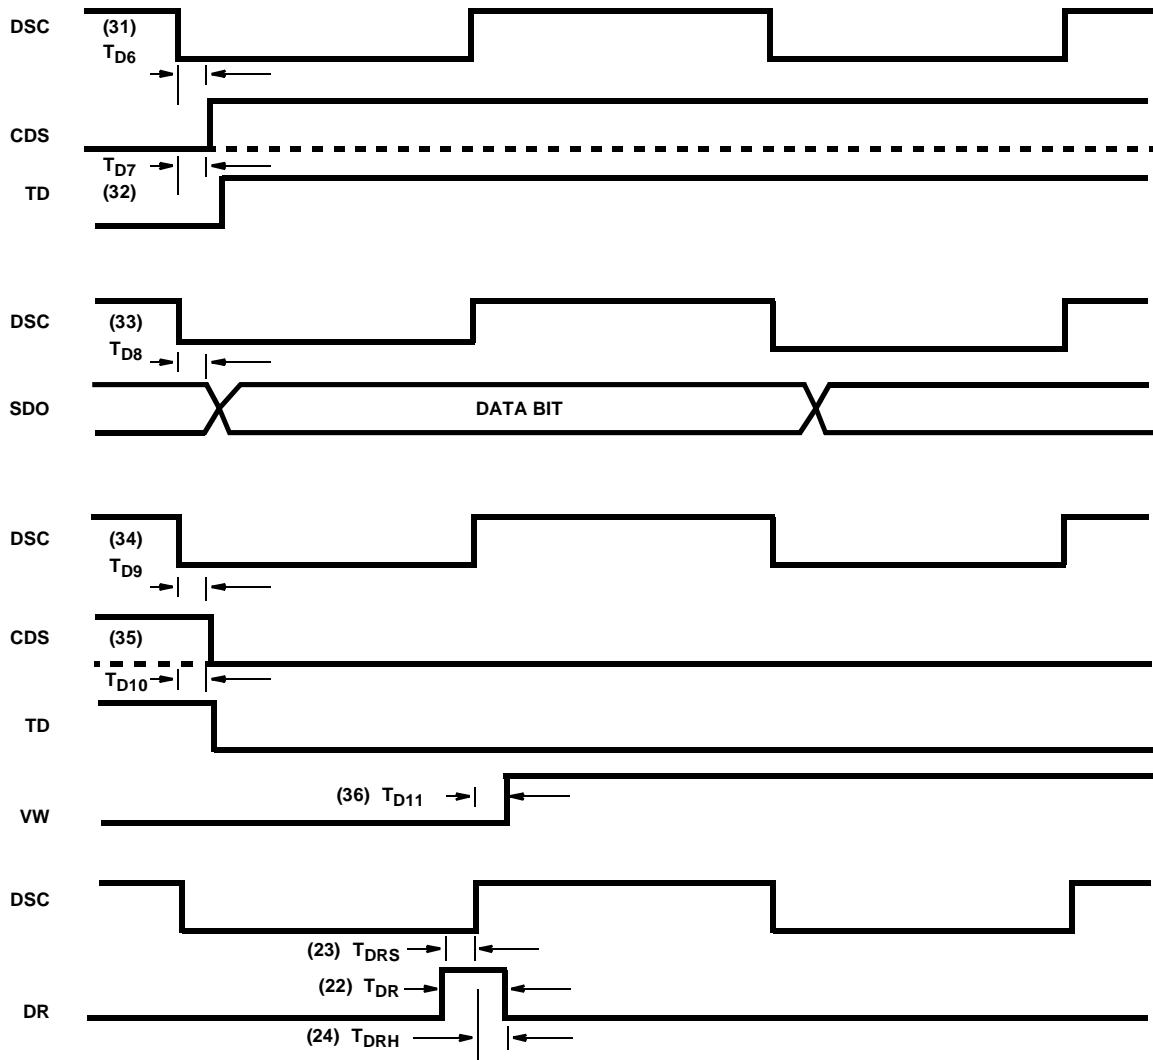 DSC (31)
TD6
CDS
TD7
TD (32)
DSC (33)
TD8
SDO DATA BIT
DSC (34)
TD9
CDS (35)
TD10
TD
(36) TD11
VW
DSC
(23) TDRS
(22) TDR
DR
(24) TDRH